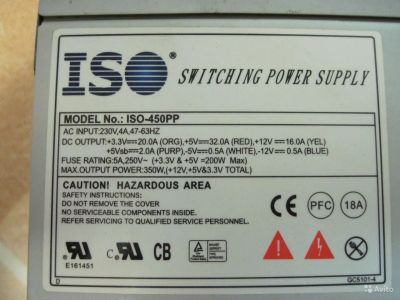 ISO SWITCHING POWER SUPPLY
MODEL No.: ISO-450PP
AC INPUT:230V,4A,47-63HZ
DC OUTPUT:+3.3V=20.0A (ORG),+5V=32.0A (RED),+12V =16.0A (YEL)
+5Vsb=2.0A (PURP),-5V=0.5A (WHITE),-12V=0.5A (BLUE)
FUSE RATING:5A,250V~ (+3.3V & +5V =200W Max)
MAX.OUTPUT POWER:350W,(+12V,+5V&3.3V TOTAL)
CAUTION! HAZARDOUS AREA
SAFETY INSTRUMENTS:
DO NOT REMOVE THE COVER
NO SERVICEABLE COMPONENTS INSIDE.
REFER SERVICING TO QUALIFIED SERVICE PERSONNEL.
CE PFC 18A
E161451
CB
D GC5101-4
Avito